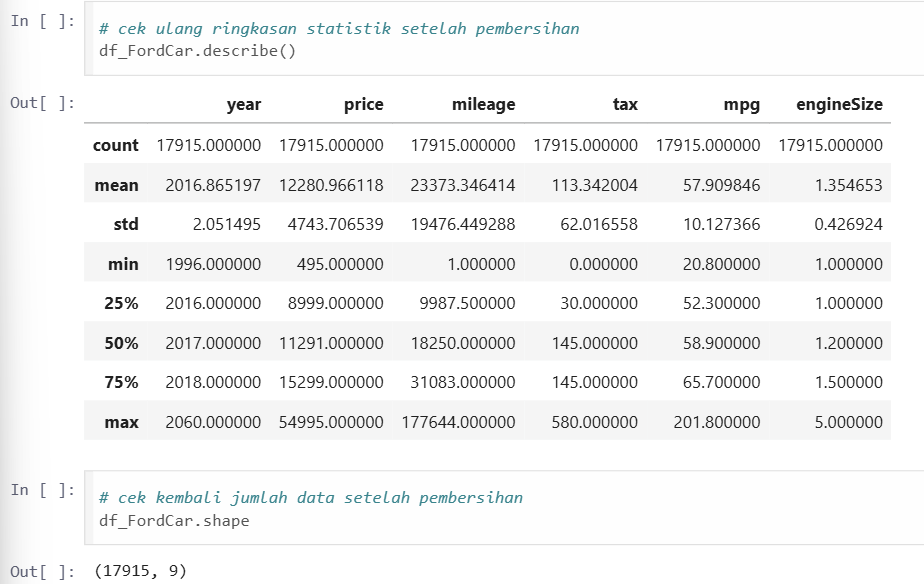 In [ ]:
# cek ulang ringkasan statistik setelah pembersihan
df_FordCar.describe()
Out[ ]:
year price mileage tax mpg engineSize
count 17915.000000 17915.000000 17915.000000 17915.000000 17915.000000 17915.000000
mean 2016.865197 12280.966118 23373.346414 113.342004 57.909846 1.354653
std 2.051495 4743.706539 19476.449288 62.016558 10.127366 0.426924
min 1996.000000 495.000000 1.000000 0.000000 20.800000 1.000000
25% 2016.000000 8999.000000 9987.500000 30.000000 52.300000 1.000000
50% 2017.000000 11291.000000 18250.000000 145.000000 58.900000 1.200000
75% 2018.000000 15299.000000 31083.000000 145.000000 65.700000 1.500000
max 2060.000000 54995.000000 177644.000000 580.000000 201.800000 5.000000
In [ ]:
# cek kembali jumlah data setelah pembersihan
df_FordCar.shape
Out[ ]: (17915, 9)